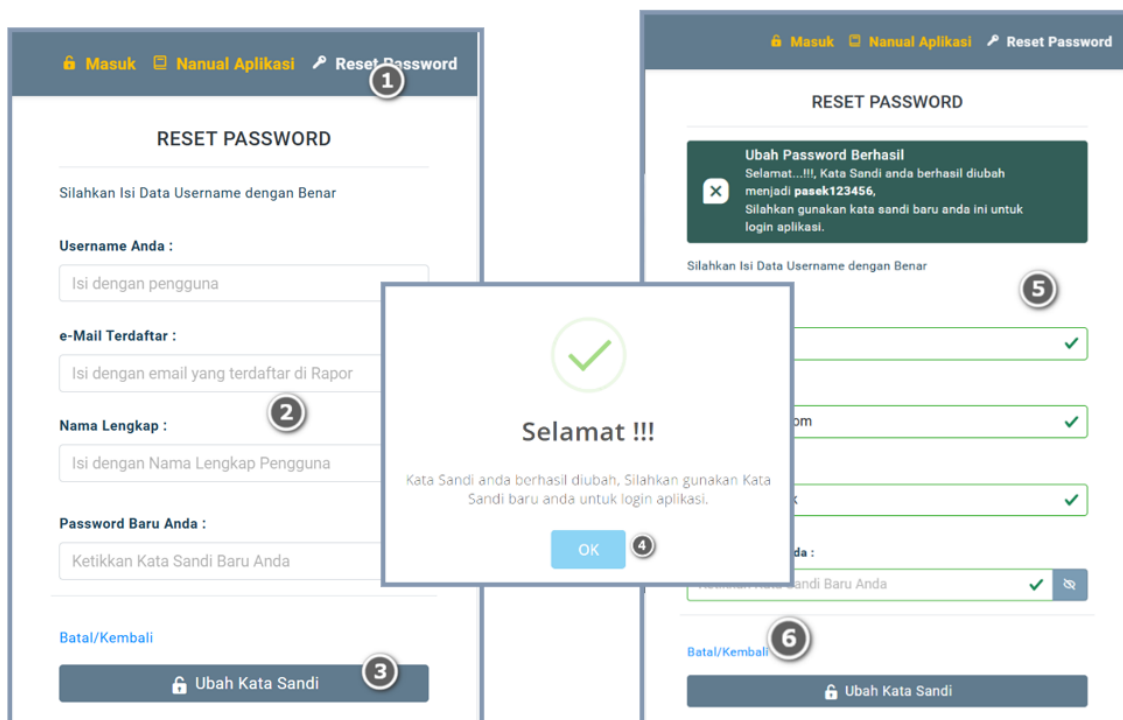 Masuk Nanual Aplikasi Reset Password
1
RESET PASSWORD
Silahkan Isi Data Username dengan Benar
Username Anda :
Isi dengan pengguna
e-Mail Terdaftar :
Isi dengan email yang terdaftar di Rapor
2
Nama Lengkap :
Isi dengan Nama Lengkap Pengguna
Password Baru Anda :
Ketikkan Kata Sandi Baru Anda
Batal/Kembali
Ubah Kata Sandi
3
Selamat !!!
Kata Sandi anda berhasil diubah, Silahkan gunakan Kata
Sandi baru anda untuk login aplikasi.
OK
4
Masuk Nanual Aplikasi Reset Password
RESET PASSWORD
Ubah Password Berhasil
Selamat...!!!, Kata Sandi anda berhasil diubah
menjadi pasek123456,
Silahkan gunakan kata sandi baru anda ini untuk
login aplikasi.
Silahkan Isi Data Username dengan Benar
5
om
k
da :
Sandi Baru Anda
6
Batal/Kembali
Ubah Kata Sandi